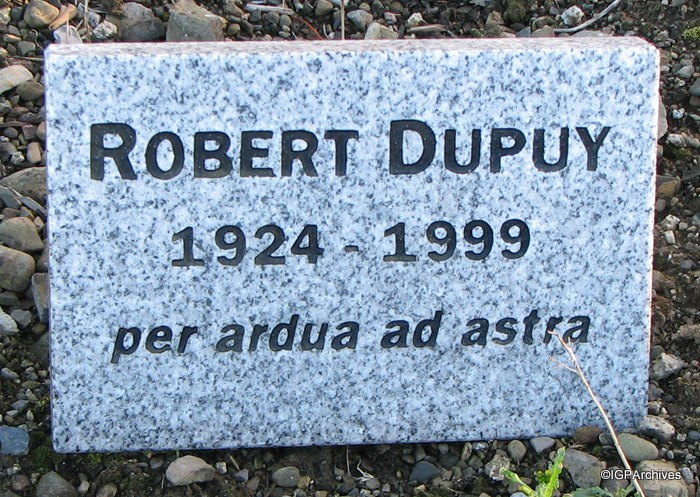 ROBERT DUPUY
1924 - 1999
per ardua ad astra
©IGPArchives